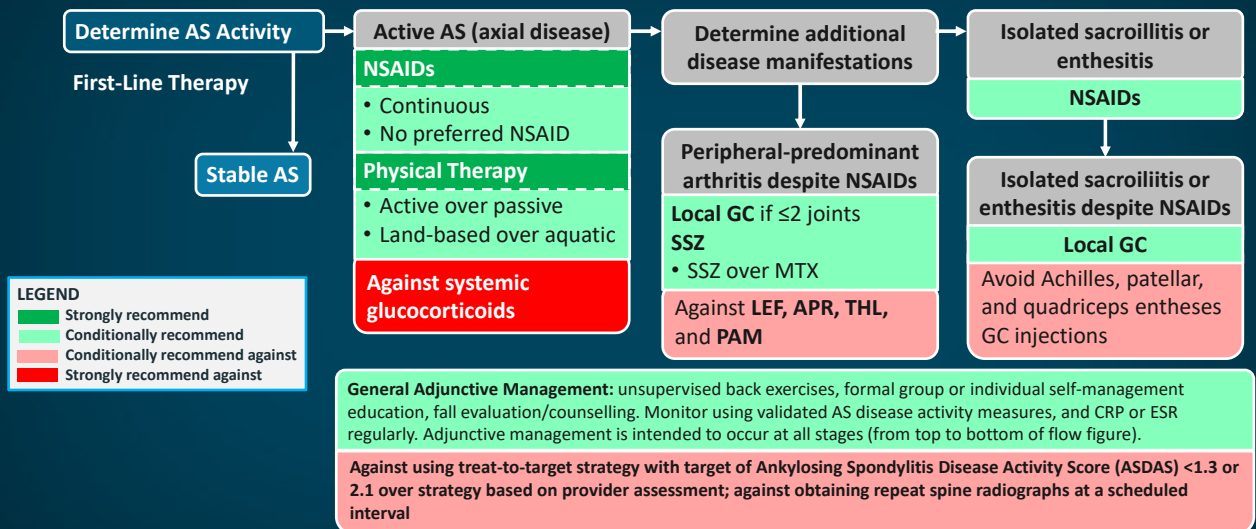 Determine AS Activity
First-Line Therapy
Stable AS
Active AS (axial disease)
NSAIDs
• Continuous
• No preferred NSAID
Physical Therapy
• Active over passive
• Land-based over aquatic
Against systemic
glucocorticoids
Determine additional
disease manifestations
Peripheral-predominant
arthritis despite NSAIDs
Local GC if ≤2 joints
SSZ
• SSZ over MTX
Against LEF, APR, THL,
and PAM
Isolated sacroillitis or
enthesitis
NSAIDs
Isolated sacroiliitis or
enthesitis despite NSAIDs
Local GC
Avoid Achilles, patellar,
and quadriceps entheses
GC injections
LEGEND
Strongly recommend
Conditionally recommend
Conditionally recommend against
Strongly recommend against
General Adjunctive Management: unsupervised back exercises, formal group or individual self-management
education, fall evaluation/counselling. Monitor using validated AS disease activity measures, and CRP or ESR
regularly. Adjunctive management is intended to occur at all stages (from top to bottom of flow figure).
Against using treat-to-target strategy with target of Ankylosing Spondylitis Disease Activity Score (ASDAS) <1.3 or
2.1 over strategy based on provider assessment; against obtaining repeat spine radiographs at a scheduled
interval